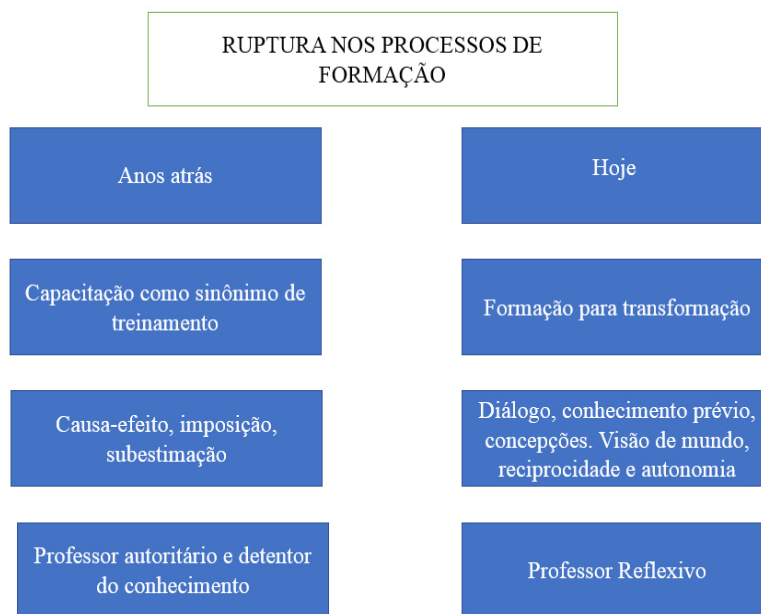 RUPTURA NOS PROCESSOS DE
FORMAÇÃO
Anos atrás
Hoje
Capacitação como sinônimo de
treinamento
Formação para transformação
Causa-efeito, imposição,
subestimação
Diálogo, conhecimento prévio,
concepções. Visão de mundo,
reciprocidade e autonomia
Professor autoritário e detentor
do conhecimento
Professor Reflexivo